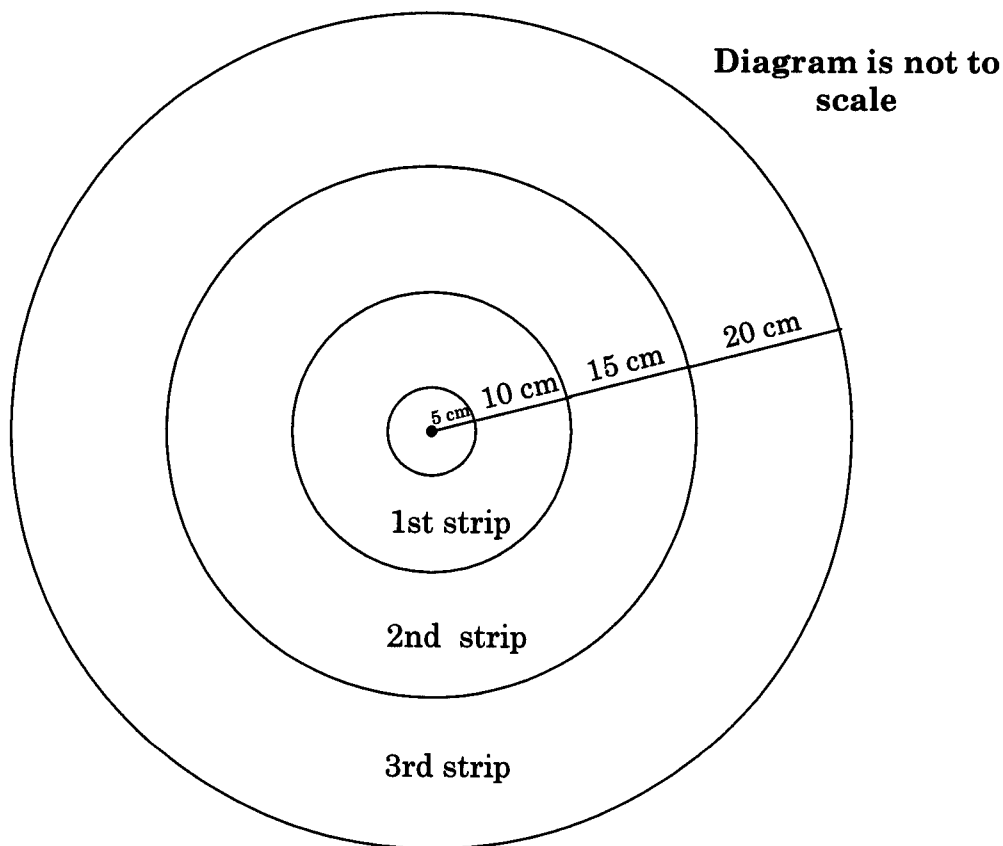 Diagram is not to
scale
20 cm
15 cm
10 cm
5 cm
1st strip
2nd strip
3rd strip